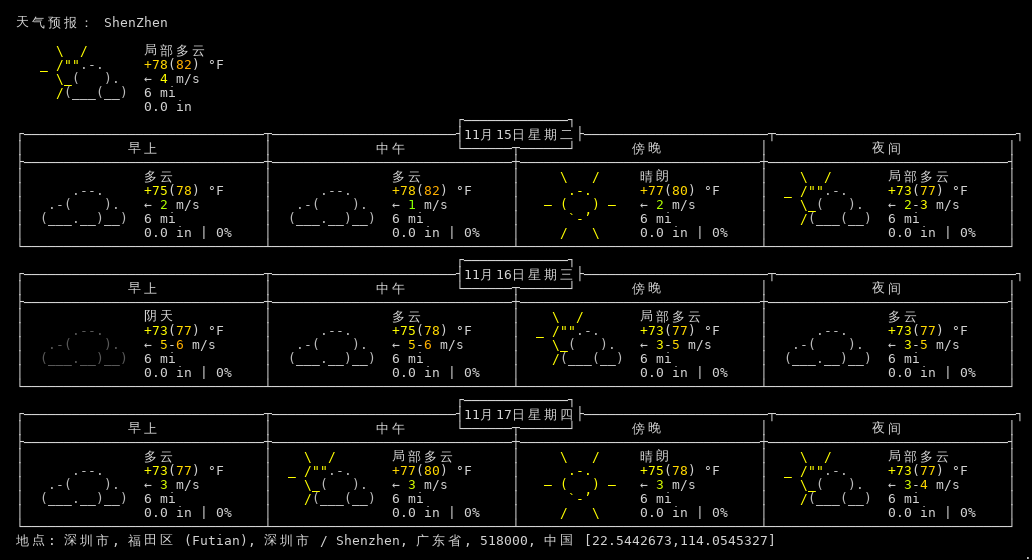 天气预报： ShenZhen
局部多云
+78(82) °F
← 4 m/s
6 mi
0.0 in
11月15日星期二
早上 中午 傍晚 夜间
多云 多云 晴朗 局部多云
+75(78) °F +78(82) °F +77(80) °F +73(77) °F
← 2 m/s ← 1 m/s ← 2 m/s ← 2-3 m/s
6 mi 6 mi 6 mi 6 mi
0.0 in | 0% 0.0 in | 0% 0.0 in | 0% 0.0 in | 0%
11月16日星期三
早上 中午 傍晚 夜间
阴天 多云 局部多云 多云
+73(77) °F +75(78) °F +73(77) °F +73(77) °F
← 5-6 m/s ← 5-6 m/s ← 3-5 m/s ← 3-5 m/s
6 mi 6 mi 6 mi 6 mi
0.0 in | 0% 0.0 in | 0% 0.0 in | 0% 0.0 in | 0%
11月17日星期四
早上 中午 傍晚 夜间
多云 局部多云 晴朗 局部多云
+73(77) °F +77(80) °F +75(78) °F +73(77) °F
← 3 m/s ← 3 m/s ← 3 m/s ← 3-4 m/s
6 mi 6 mi 6 mi 6 mi
0.0 in | 0% 0.0 in | 0% 0.0 in | 0% 0.0 in | 0%
地点: 深圳市, 福田区 (Futian), 深圳市 / Shenzhen, 广东省, 518000, 中国 [22.5442673,114.0545327]